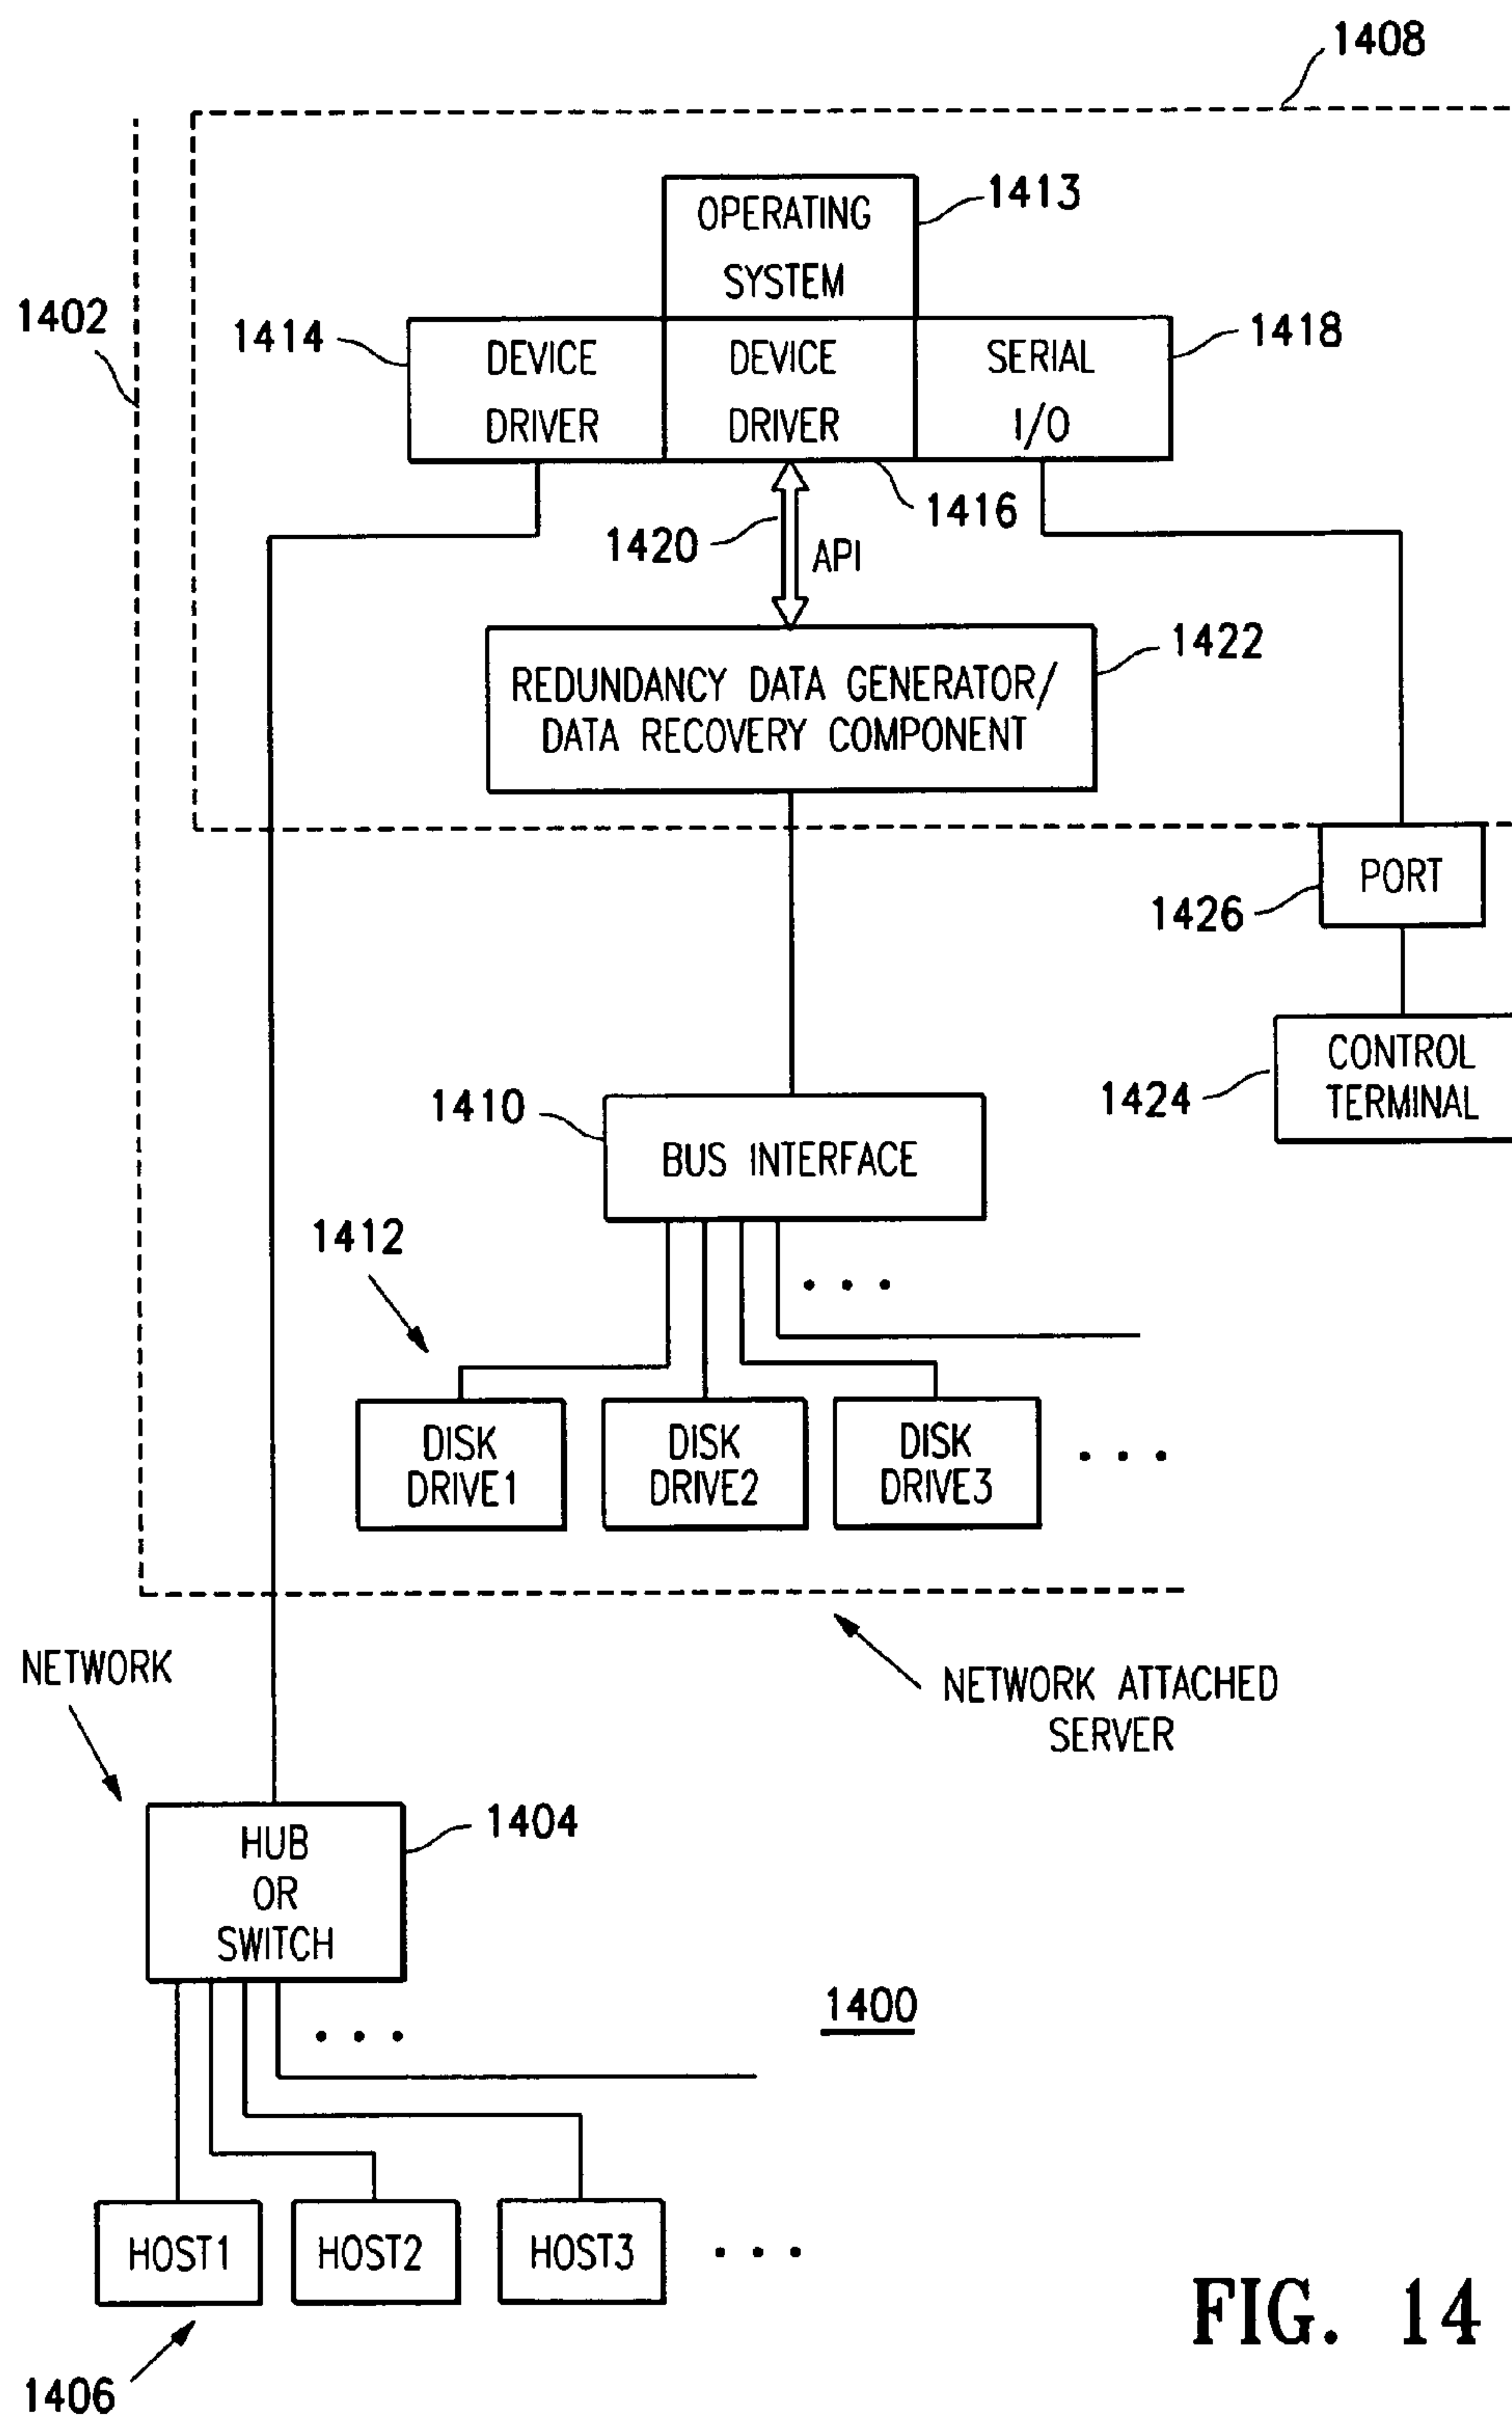 1408
OPERATING
SYSTEM
1413
1402
1414
DEVICE
DRIVER
DEVICE
DRIVER
SERIAL
I/O
1418
1416
1420
API
1422
REDUNDANCY DATA GENERATOR/
DATA RECOVERY COMPONENT
PORT
1426
CONTROL
TERMINAL
1424
1410
BUS INTERFACE
1412
. . .
DISK
DRIVE1
DISK
DRIVE2
DISK
DRIVE3
. . .
NETWORK
NETWORK ATTACHED
SERVER
HUB
OR
SWITCH
1404
. . .
1400
HOST1
HOST2
HOST3
. . .
1406
FIG. 14